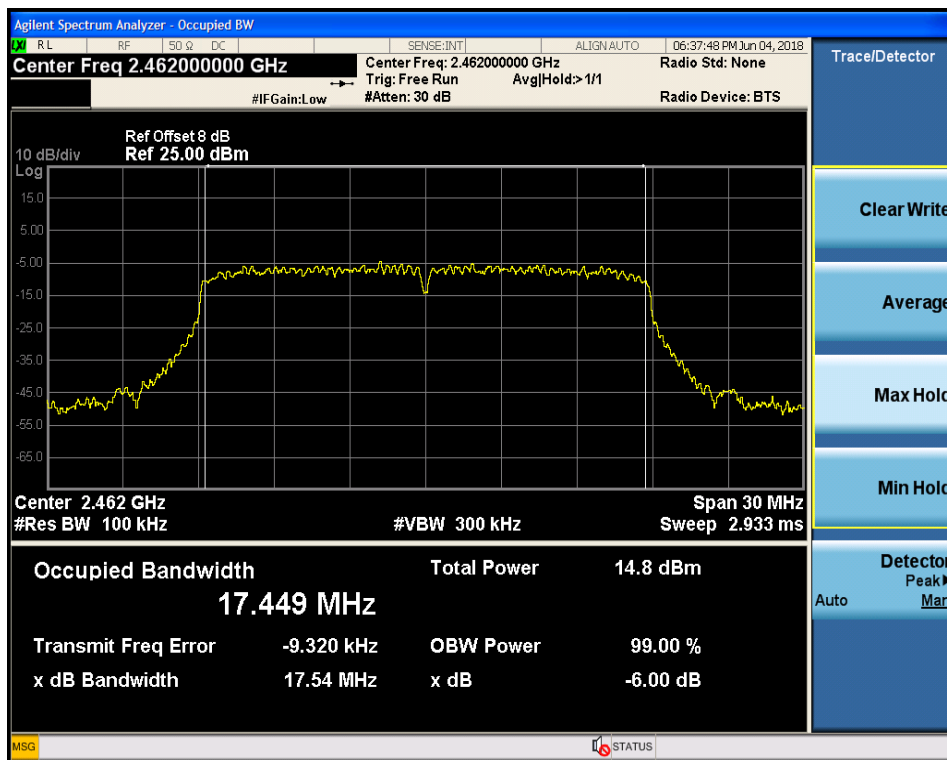 Agilent Spectrum Analyzer - Occupied BW
LXI RL RF 50 Ω DC SENSE:INT ALIGN AUTO 06:37:48 PM Jun 04, 2018
Center Freq 2.462000000 GHz Center Freq: 2.462000000 GHz Radio Std: None
Trig: Free Run Avg|Hold:>1/1
#IFGain:Low #Atten: 30 dB Radio Device: BTS
Trace/Detector
Ref Offset 8 dB
10 dB/div Ref 25.00 dBm
Log
15.0
5.00
-5.00
-15.0
-25.0
-35.0
-45.0
-55.0
-65.0
Center 2.462 GHz Span 30 MHz
#Res BW 100 kHz #VBW 300 kHz Sweep 2.933 ms
Occupied Bandwidth Total Power 14.8 dBm
17.449 MHz
Transmit Freq Error -9.320 kHz OBW Power 99.00 %
x dB Bandwidth 17.54 MHz x dB -6.00 dB
Clear Write
Average
Max Hold
Min Hold
Detector
Peak
Auto Man
MSG STATUS